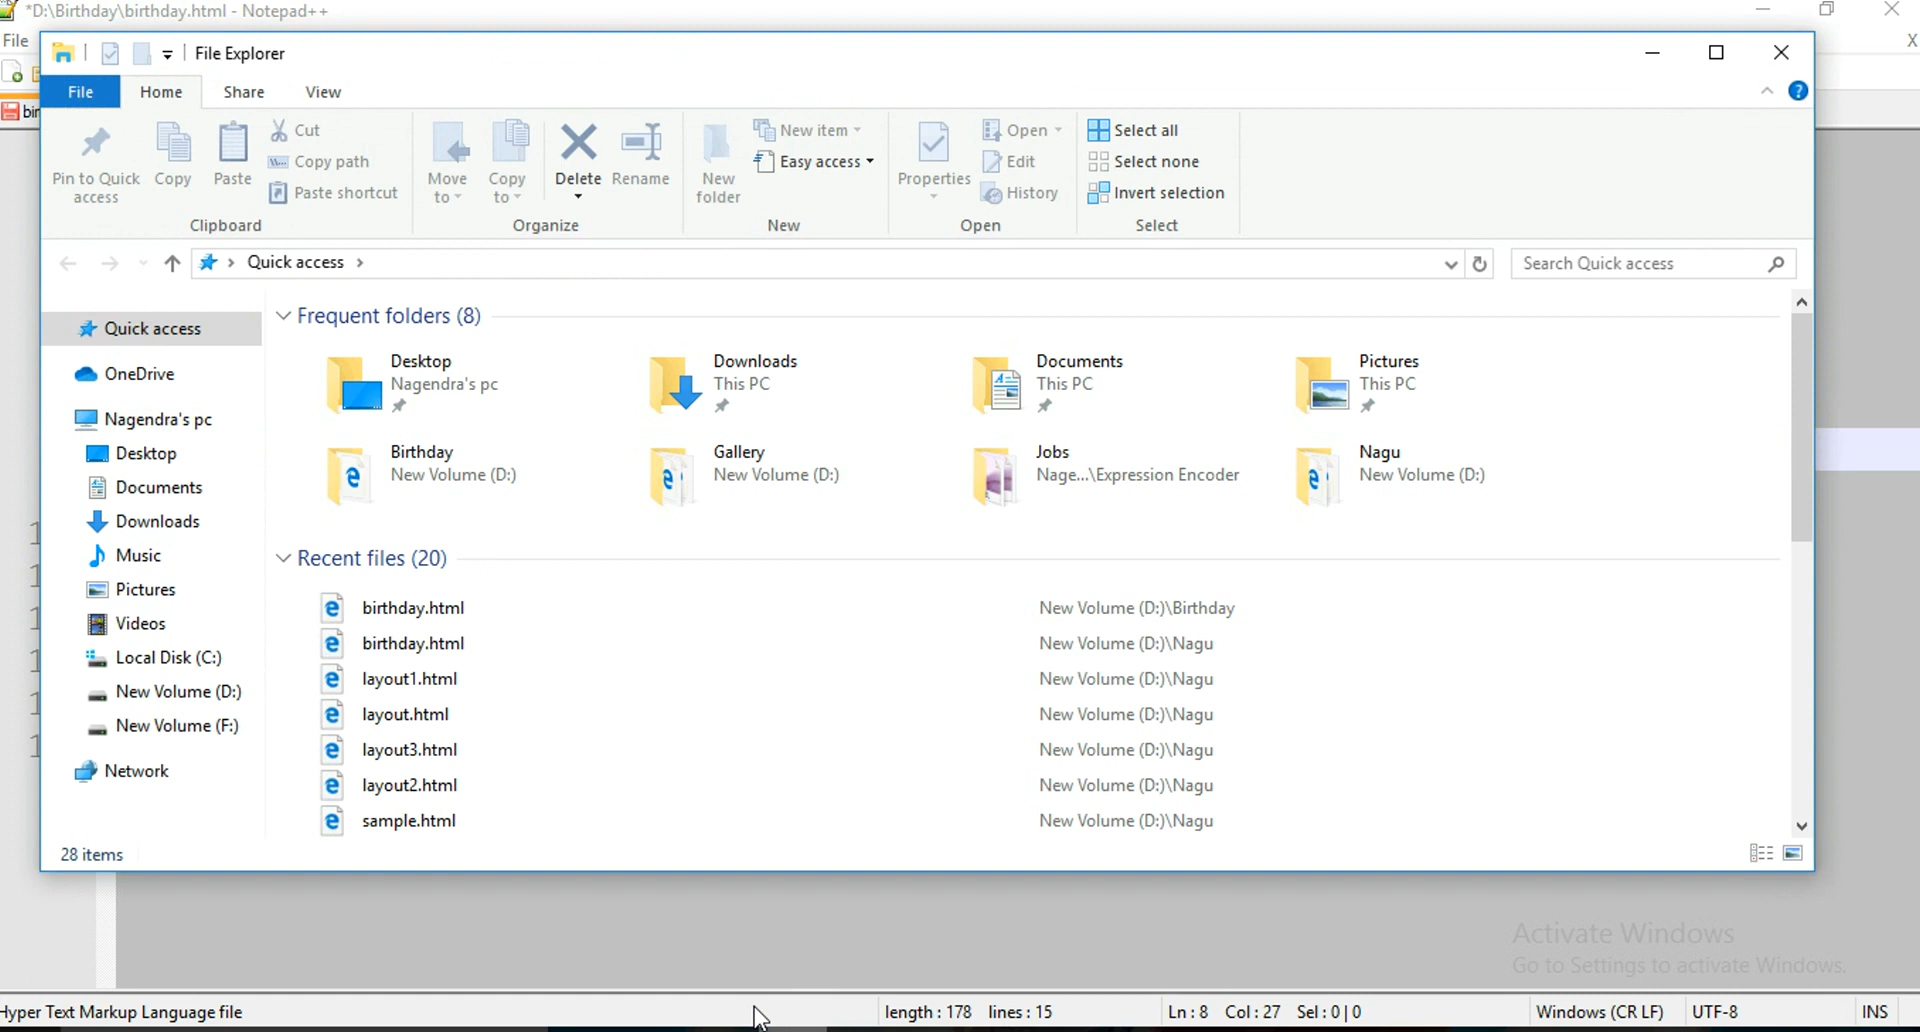 *D:\Birthday\birthday.html - Notepad++
File
X
File Explorer
File Home Share View
Pin to Quick access
Copy
Paste
Cut
Copy path
Paste shortcut
Clipboard
Move to
Copy to
Delete
Rename
Organize
New folder
New item
Easy access
New
Properties
Open
Edit
History
Open
Select all
Select none
Invert selection
Select
Quick access
Search Quick access
Quick access
OneDrive
Nagendra's pc
Desktop
Documents
Downloads
Music
Pictures
Videos
Local Disk (C:)
New Volume (D:)
New Volume (F:)
Network
Frequent folders (8)
Desktop
Nagendra's pc
Downloads
This PC
Documents
This PC
Pictures
This PC
Birthday
New Volume (D:)
Gallery
New Volume (D:)
Jobs
Nage...\Expression Encoder
Nagu
New Volume (D:)
Recent files (20)
birthday.html New Volume (D:)\Birthday
birthday.html New Volume (D:)\Nagu
layout1.html New Volume (D:)\Nagu
layout.html New Volume (D:)\Nagu
layout3.html New Volume (D:)\Nagu
layout2.html New Volume (D:)\Nagu
sample.html New Volume (D:)\Nagu
28 items
Activate Windows
Go to Settings to activate Windows.
Hyper Text Markup Language file length : 178 lines : 15 Ln : 8 Col : 27 Sel : 0 | 0 Windows (CR LF) UTF-8 INS